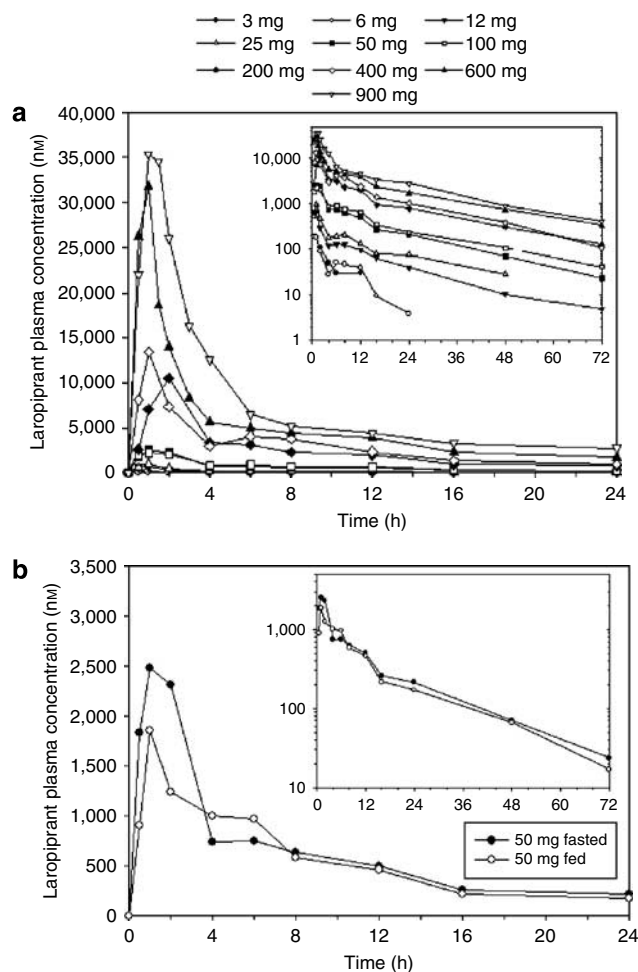 3 mg 6 mg 12 mg
25 mg 50 mg 100 mg
200 mg 400 mg 600 mg
900 mg
a
Laropiprant plasma concentration (nM)
40,000
35,000
30,000
25,000
20,000
15,000
10,000
5,000
0
0 4 8 12 16 20 24
Time (h)
10,000
1,000
100
10
1
0 12 24 36 48 60 72
b
Laropiprant plasma concentration (nM)
3,500
3,000
2,500
2,000
1,500
1,000
500
0
0 4 8 12 16 20 24
Time (h)
1,000
100
10
0 12 24 36 48 60 72
50 mg fasted
50 mg fed